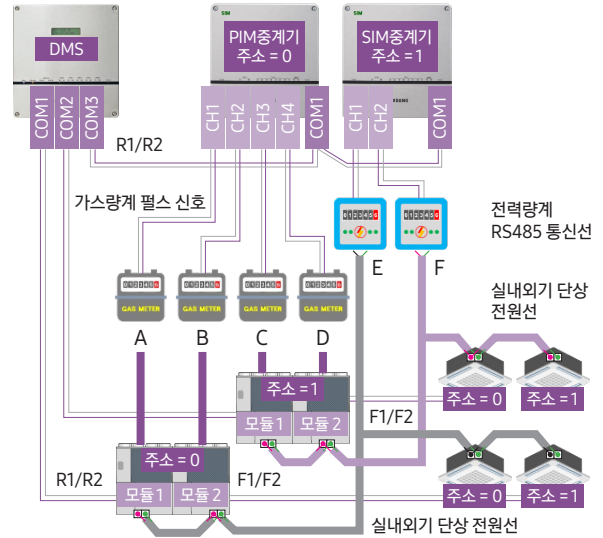 SIM
SIM
DMS
PIM중계기
주소 = 0
SIM중계기
주소 = 1
COM1
COM2
COM3
CH1
CH2
CH3
CH4
COM1
CH1
CH2
COM1
R1/R2
가스량계 펄스 신호
전력량계
RS485 통신선
E
F
GAS METER
GAS METER
GAS METER
GAS METER
실내외기 단상
전원선
A
B
C
D
주소 = 1
모듈 1
모듈 2
주소 = 0
주소 = 1
F1/F2
주소 = 0
모듈 1
모듈 2
R1/R2
F1/F2
주소 = 0
주소 = 1
실내외기 단상 전원선